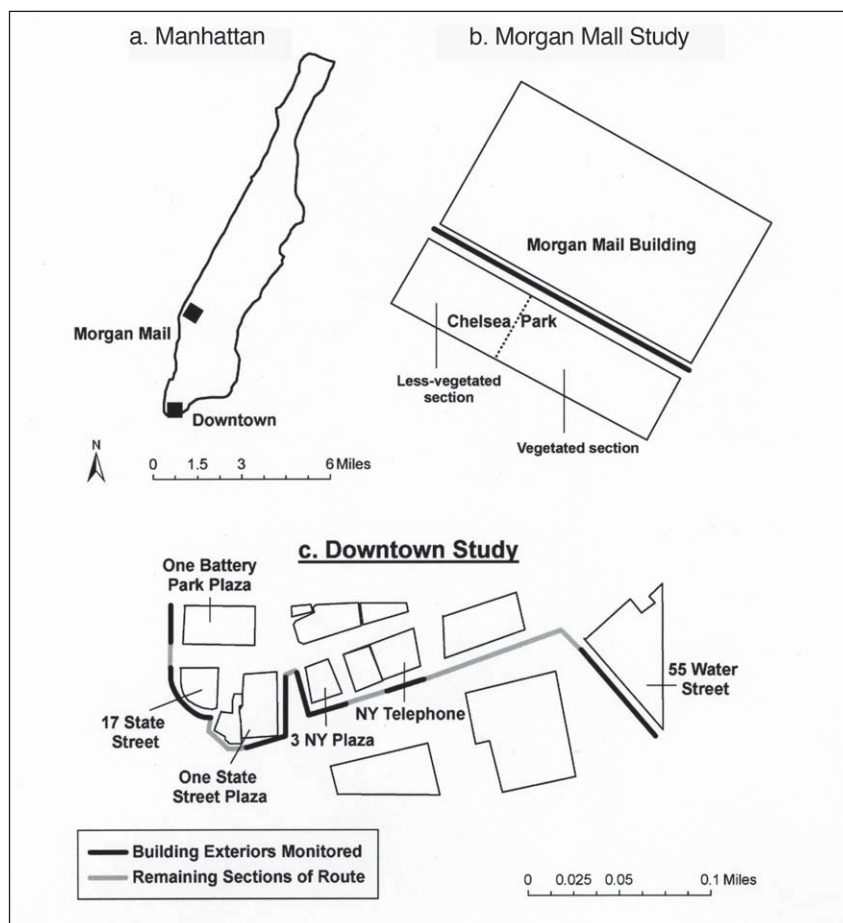 a. Manhattan
b. Morgan Mall Study
Morgan Mail
Downtown
N
0 1.5 3 6 Miles
Morgan Mail Building
Chelsea Park
Less-vegetated
section
Vegetated section
c. Downtown Study
One Battery
Park Plaza
17 State
Street
One State
Street Plaza
3 NY Plaza
NY Telephone
55 Water
Street
Building Exteriors Monitored
Remaining Sections of Route
0 0.025 0.05 0.1 Miles